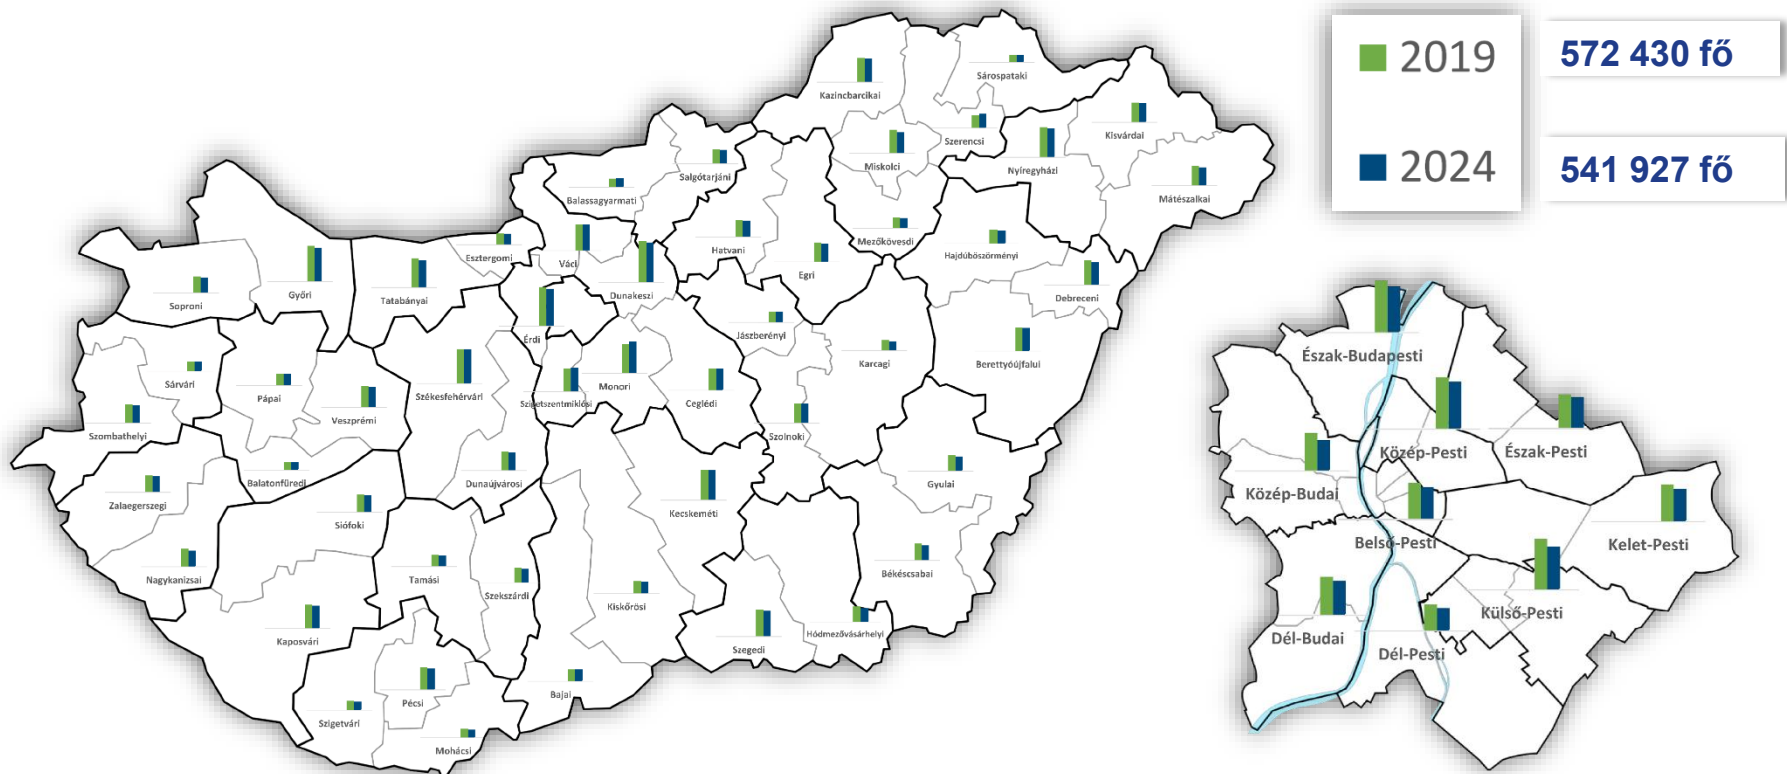 2019
572 430 fő
2024
541 927 fő
Sárospataki
Kazincbarcikai
Kisvárdai
Szerencsi
Miskolci
Nyíregyházi
Salgótarjáni
Mátészalkai
Balassagyarmati
Mezőkövesdi
Hatvani
Hajdúböszörményi
Esztergomi
Váci
Egri
Dunakeszi
Debreceni
Győri
Tatabányai
Soproni
Érdi
Jászberényi
Karcagi
Berettyóújfalui
Sárvári
Pápai
Székesfehérvári
Szigetszentmiklósi
Monori
Ceglédi
Veszprémi
Szombathelyi
Szolnoki
Balatonfüredi
Dunaújvárosi
Gyulai
Zalaegerszegi
Siófoki
Kecskeméti
Nagykanizsai
Tamási
Szekszárdi
Békéscsabai
Kiskőrösi
Kaposvári
Szegedi
Hódmezővásárhelyi
Bajai
Pécsi
Szigetvári
Mohácsi
Észak-Budapesti
Közép-Pesti
Észak-Pesti
Közép-Budai
Belső-Pesti
Kelet-Pesti
Külső-Pesti
Dél-Budai
Dél-Pesti